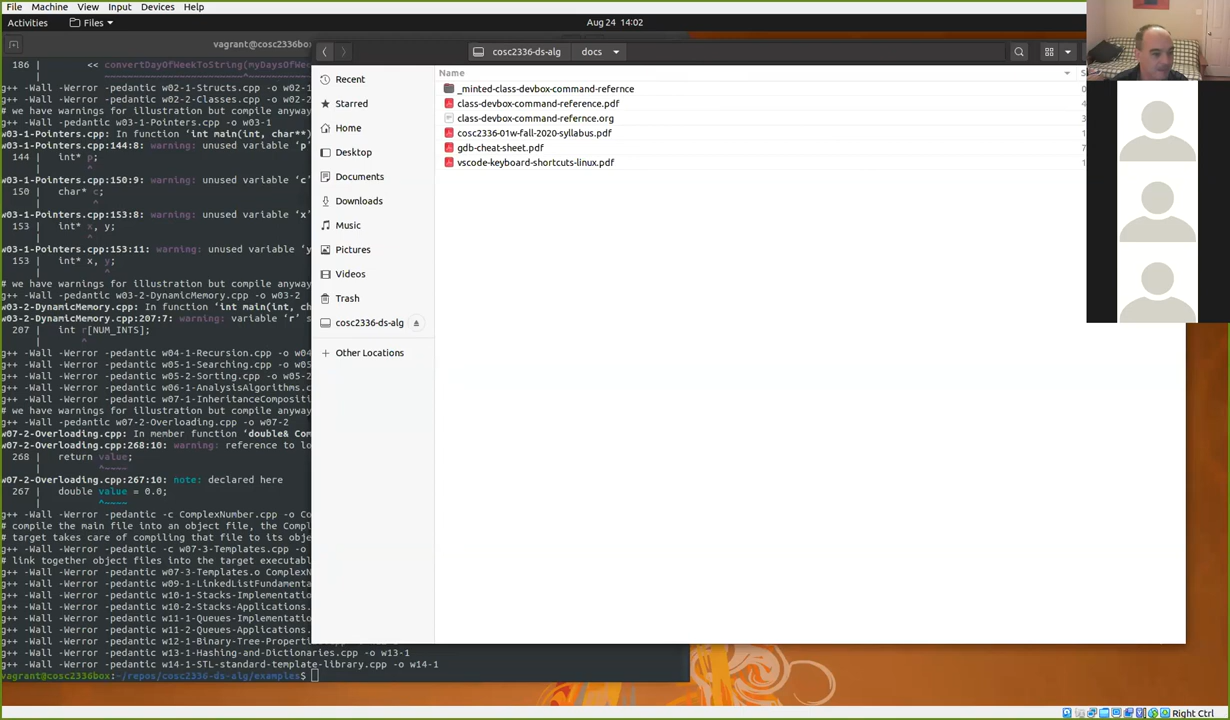 File Machine View Input Devices Help
Activities Files Aug 24 14:02
vagrant@cosc2336bo
cosc2336-ds-alg docs
186 | << convertDayOfWeekToString(myDaysOfWe
g++ -Wall -Werror -pedantic w02-1-Structs.cpp -o w02-1
g++ -Wall -Werror -pedantic w02-2-Classes.cpp -o w02-2
# we have warnings for illustration but compile anyway
g++ -Wall -pedantic w03-1-Pointers.cpp -o w03-1
w03-1-Pointers.cpp: In function ‘int main(int, char**)
w03-1-Pointers.cpp:144:8: warning: unused variable ‘p’
144 | int* p;
| ^
w03-1-Pointers.cpp:150:9: warning: unused variable ‘c’
150 | char* c;
| ^
w03-1-Pointers.cpp:153:8: warning: unused variable ‘x’
153 | int* x, y;
| ^
w03-1-Pointers.cpp:153:11: warning: unused variable ‘y
153 | int* x, y;
| ^
# we have warnings for illustration but compile anyway
g++ -Wall -pedantic w03-2-DynamicMemory.cpp -o w03-2
w03-2-DynamicMemory.cpp: In function ‘int main(int, ch
w03-2-DynamicMemory.cpp:207:7: warning: variable ‘r’ s
207 | int r[NUM_INTS];
| ^
g++ -Wall -Werror -pedantic w04-1-Recursion.cpp -o w04
g++ -Wall -Werror -pedantic w05-1-Searching.cpp -o w05
g++ -Wall -Werror -pedantic w05-2-Sorting.cpp -o w05-2
g++ -Wall -Werror -pedantic w06-1-AnalysisAlgorithms.c
g++ -Wall -Werror -pedantic w07-1-InheritanceCompositi
# we have warnings for illustration but compile anyway
g++ -Wall -pedantic w07-2-Overloading.cpp -o w07-2
w07-2-Overloading.cpp: In member function ‘double& Com
w07-2-Overloading.cpp:268:10: warning: reference to lo
268 | return value;
| ^~~~~
w07-2-Overloading.cpp:267:10: note: declared here
267 | double value = 0.0;
| ^~~~~
g++ -Wall -Werror -pedantic -c ComplexNumber.cpp -o Co
# compile the main file into an object file, the Compl
# target takes care of compiling that file to its obje
g++ -Wall -Werror -pedantic -c w07-3-Templates.cpp -o
# link together object files into the target executabl
g++ -Wall -Werror -pedantic w07-3-Templates.o ComplexN
g++ -Wall -Werror -pedantic w09-1-LinkedListFundamenta
g++ -Wall -Werror -pedantic w10-1-Stacks-Implementatio
g++ -Wall -Werror -pedantic w10-2-Stacks-Applications.
g++ -Wall -Werror -pedantic w11-1-Queues-Implementatio
g++ -Wall -Werror -pedantic w11-2-Queues-Applications.
g++ -Wall -Werror -pedantic w12-1-Binary-Tree-Properti
g++ -Wall -Werror -pedantic w13-1-Hashing-and-Dictionaries.cpp -o w13-1
g++ -Wall -Werror -pedantic w14-1-STL-standard-template-library.cpp -o w14-1
vagrant@cosc2336box:~/repos/cosc2336-ds-alg/examples$
Recent
Starred
Home
Desktop
Documents
Downloads
Music
Pictures
Videos
Trash
cosc2336-ds-alg
Other Locations
Name
_minted-class-devbox-command-refernce 0
class-devbox-command-reference.pdf 4
class-devbox-command-refernce.org 3
cosc2336-01w-fall-2020-syllabus.pdf 1
gdb-cheat-sheet.pdf 7
vscode-keyboard-shortcuts-linux.pdf 1
Right Ctrl